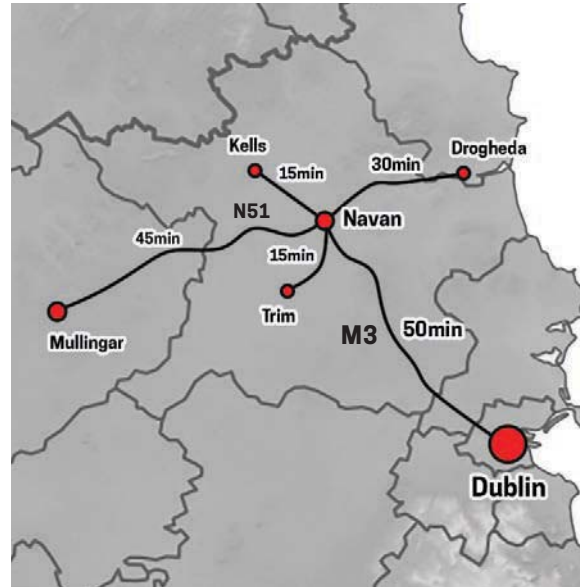 Kells
15min
30min
Drogheda
N51
Navan
45min
15min
Mullingar
Trim
M3
50min
Dublin